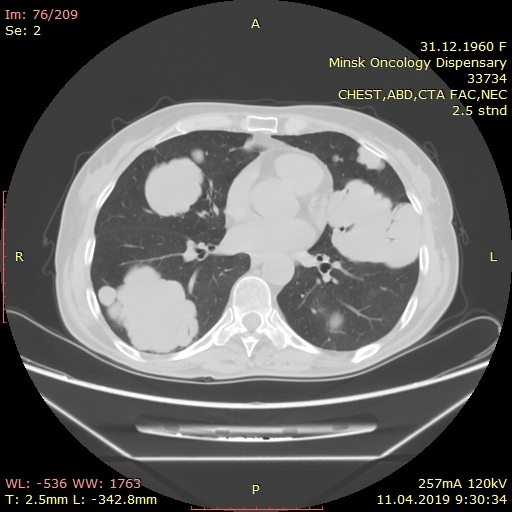 Im: 76/209
Se: 2
A
31.12.1960 F
Minsk Oncology Dispensary
33734
CHEST,ABD,CTA FAC,NEC
2.5 stnd
R
L
WL: -536 WW: 1763
T: 2.5mm L: -342.8mm
P
257mA 120kV
11.04.2019 9:30:34